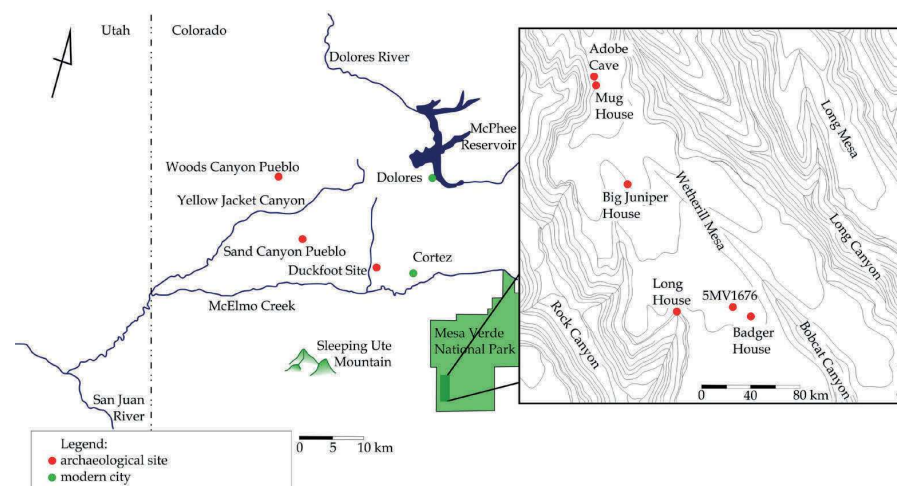 Utah
Colorado
Dolores River
McPhee
Reservoir
Woods Canyon Pueblo
Dolores
Yellow Jacket Canyon
Sand Canyon Pueblo
Duckfoot Site
Cortez
McElmo Creek
Mesa Verde
National Park
Sleeping Ute
Mountain
San Juan
River
Legend:
archaeological site
modern city
0 5 10 km
Adobe
Cave
Mug
House
Long Mesa
Big Juniper
House
Wetherill Mesa
Long Canyon
Long
House
5MV1676
Badger
House
Rock Canyon
Bobcat Canyon
0 40 80 km